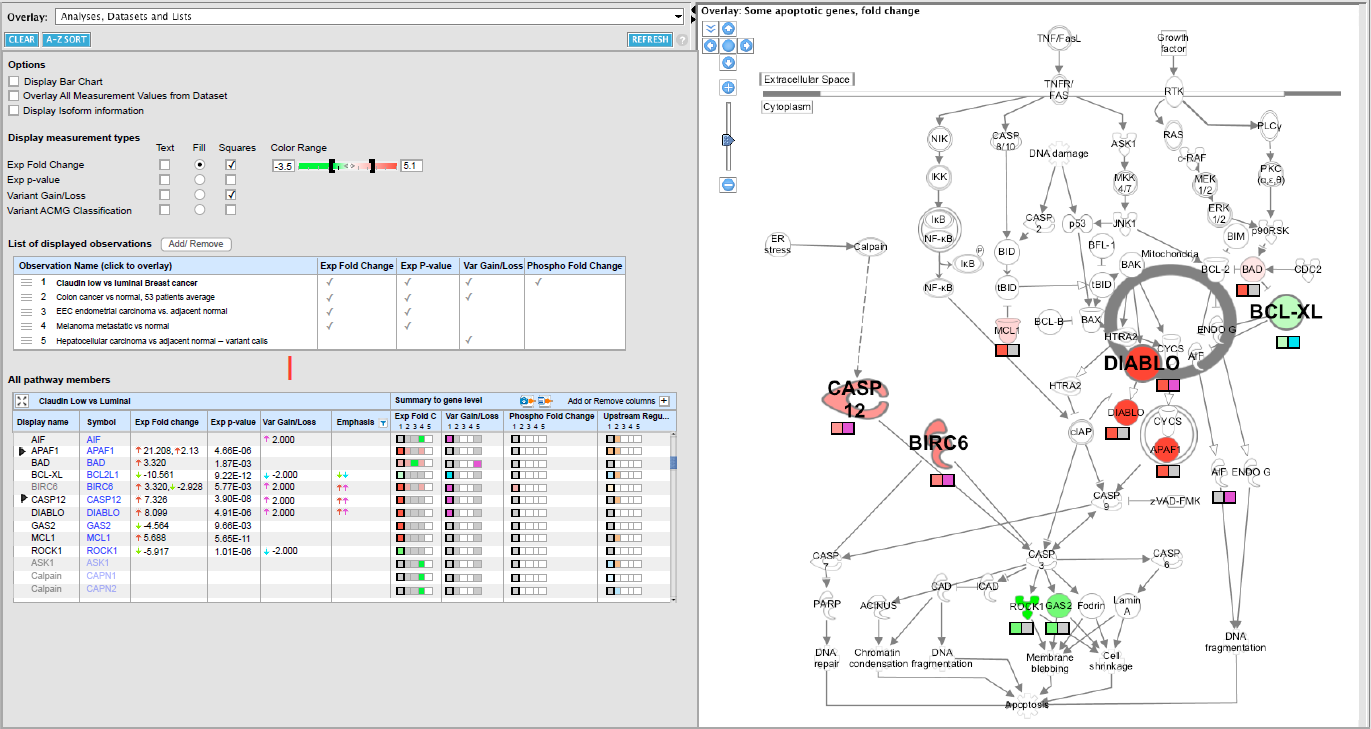 Overlay: Analyses, Datasets and Lists
CLEAR A-Z SORT REFRESH ?
Options
Display Bar Chart
Overlay All Measurement Values from Dataset
Display Isoform information
Display measurement types
Text Fill Squares Color Range
Exp Fold Change -3.5 5.1
Exp p-value
Variant Gain/Loss
Variant ACMG Classification
List of displayed observations Add/ Remove
Observation Name (click to overlay) Exp Fold Change Exp P-value Var Gain/Loss Phospho Fold Change
1 Claudin low vs luminal Breast cancer
2 Colon cancer vs normal, 53 patients average
3 EEC endometrial carcinoma vs. adjacent normal
4 Melanoma metastatic vs normal
5 Hepatocellular carcinoma vs adjacent normal – variant calls
All pathway members
Claudin Low vs Luminal Summary to gene level Add or Remove columns +
Display name Symbol Exp Fold change Exp p-value Var Gain/Loss Emphasis Exp Fold C Var Gain/Loss Phospho Fold Change Upstream Regu...
1 2 3 4 5 1 2 3 4 5 1 2 3 4 5 1 2 3 4 5
AIF AIF ↑ 2.000
APAF1 APAF1 ↑ 21.208,↑2.13 4.66E-06
BAD BAD ↑ 3.320 1.87E-03
BCL-XL BCL2L1 ↓ -10.561 9.22E-12 ↓ -2.000 ↓↓
BIRC6 BIRC6 ↑ 3.320,↓ -2.928 5.77E-03 ↑ 2.000 ↑↑
CASP12 CASP12 ↑ 7.326 3.90E-08 ↑ 2.000 ↑↑
DIABLO DIABLO ↑ 8.099 4.91E-06 ↑ 2.000 ↑↑
GAS2 GAS2 ↓ -4.564 9.66E-03
MCL1 MCL1 ↑ 5.688 5.65E-11
ROCK1 ROCK1 ↓ -5.917 1.01E-06 ↓ -2.000
ASK1 ASK1
Calpain CAPN1
Calpain CAPN2
Overlay: Some apoptotic genes, fold change
TNF/FasL
Growth
factor
Extracellular Space
TNFR/
FAS
RTK
Cytoplasm
NIK
CASP
8/10
DNA damage
ASK1
RAS
PLCγ
c-RAF
IKK
MKK
4/7
MEK
1/2
PKC
(α,ε,θ)
IκB
NF-κB
CASP
2
p53
JNK1
ERK
1/2
p90RSK
BIM
ER
stress
Calpain
IκB
P
BID
BFL-1
Mitochondria
BAK
BCL-2
BAD
CDC2
NF-κB
tBID
tBID
BCL-XL
MCL1
BCL-B
BAX
HTRA2
CYCS
ENDO G
AIF
DIABLO
HTRA2
CASP
12
DIABLO
CYCS
APAF1
BIRC6
cIAP
AIF
ENDO G
CASP
9
zVAD-FMK
CASP
7
CASP
3
CASP
6
PARP
ACINUS
CAD
ICAD
ROCK1
GAS2
Fodrin
Lamin
A
DNA
repair
Chromatin
condensation
DNA
fragmentation
Membrane
blebbing
Cell
shrinkage
DNA
fragmentation
Apoptosis